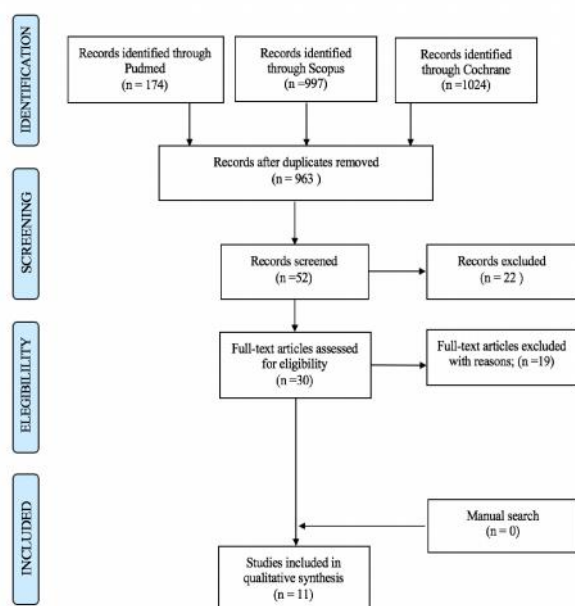 IDENTIFICATION
Records identified through
Pudmed
(n = 174)
Records identified
through Scopus
(n =997)
Records identified
through Cochrane
(n =1024)
Records after duplicates removed
(n = 963 )
SCREENING
Records screened
(n =52)
Records excluded
(n = 22 )
ELEGIBILILITY
Full-text articles assessed
for eligibility
(n =30)
Full-text articles excluded
with reasons; (n =19)
INCLUDED
Manual search
(n = 0)
Studies included in
qualitative synthesis
(n = 11)